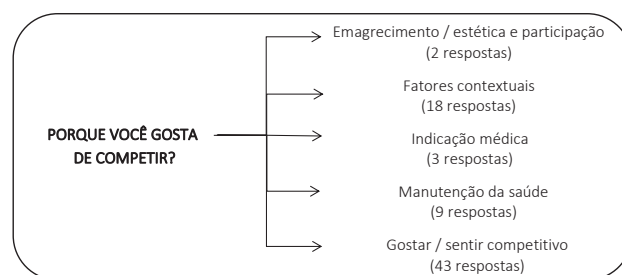 Emagrecimento / estética e participação
(2 respostas)
Fatores contextuais
(18 respostas)
PORQUE VOCÊ GOSTA
DE COMPETIR?
Indicação médica
(3 respostas)
Manutenção da saúde
(9 respostas)
Gostar / sentir competitivo
(43 respostas)